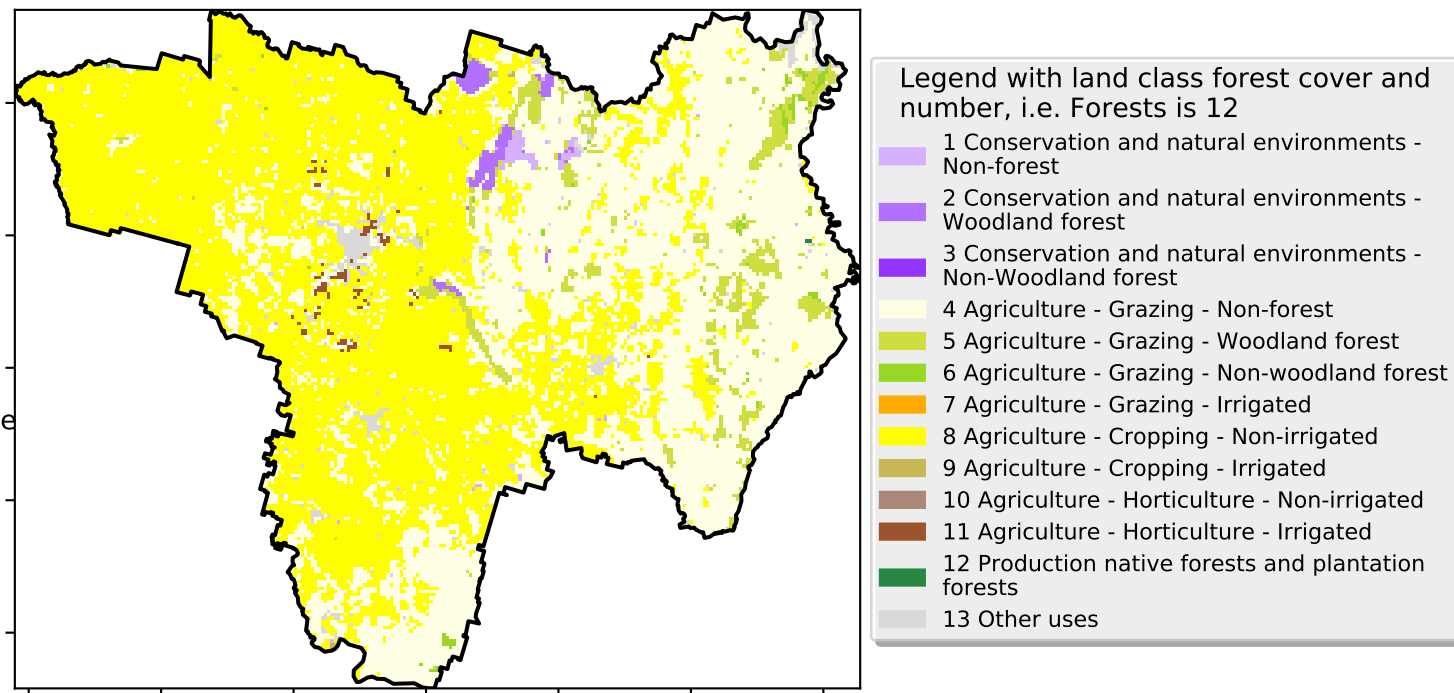 Legend with land class forest cover and
number, i.e. Forests is 12
1 Conservation and natural environments -
Non-forest
2 Conservation and natural environments -
Woodland forest
3 Conservation and natural environments -
Non-Woodland forest
4 Agriculture - Grazing - Non-forest
5 Agriculture - Grazing - Woodland forest
6 Agriculture - Grazing - Non-woodland forest
7 Agriculture - Grazing - Irrigated
8 Agriculture - Cropping - Non-irrigated
9 Agriculture - Cropping - Irrigated
10 Agriculture - Horticulture - Non-irrigated
11 Agriculture - Horticulture - Irrigated
12 Production native forests and plantation
forests
13 Other uses
e